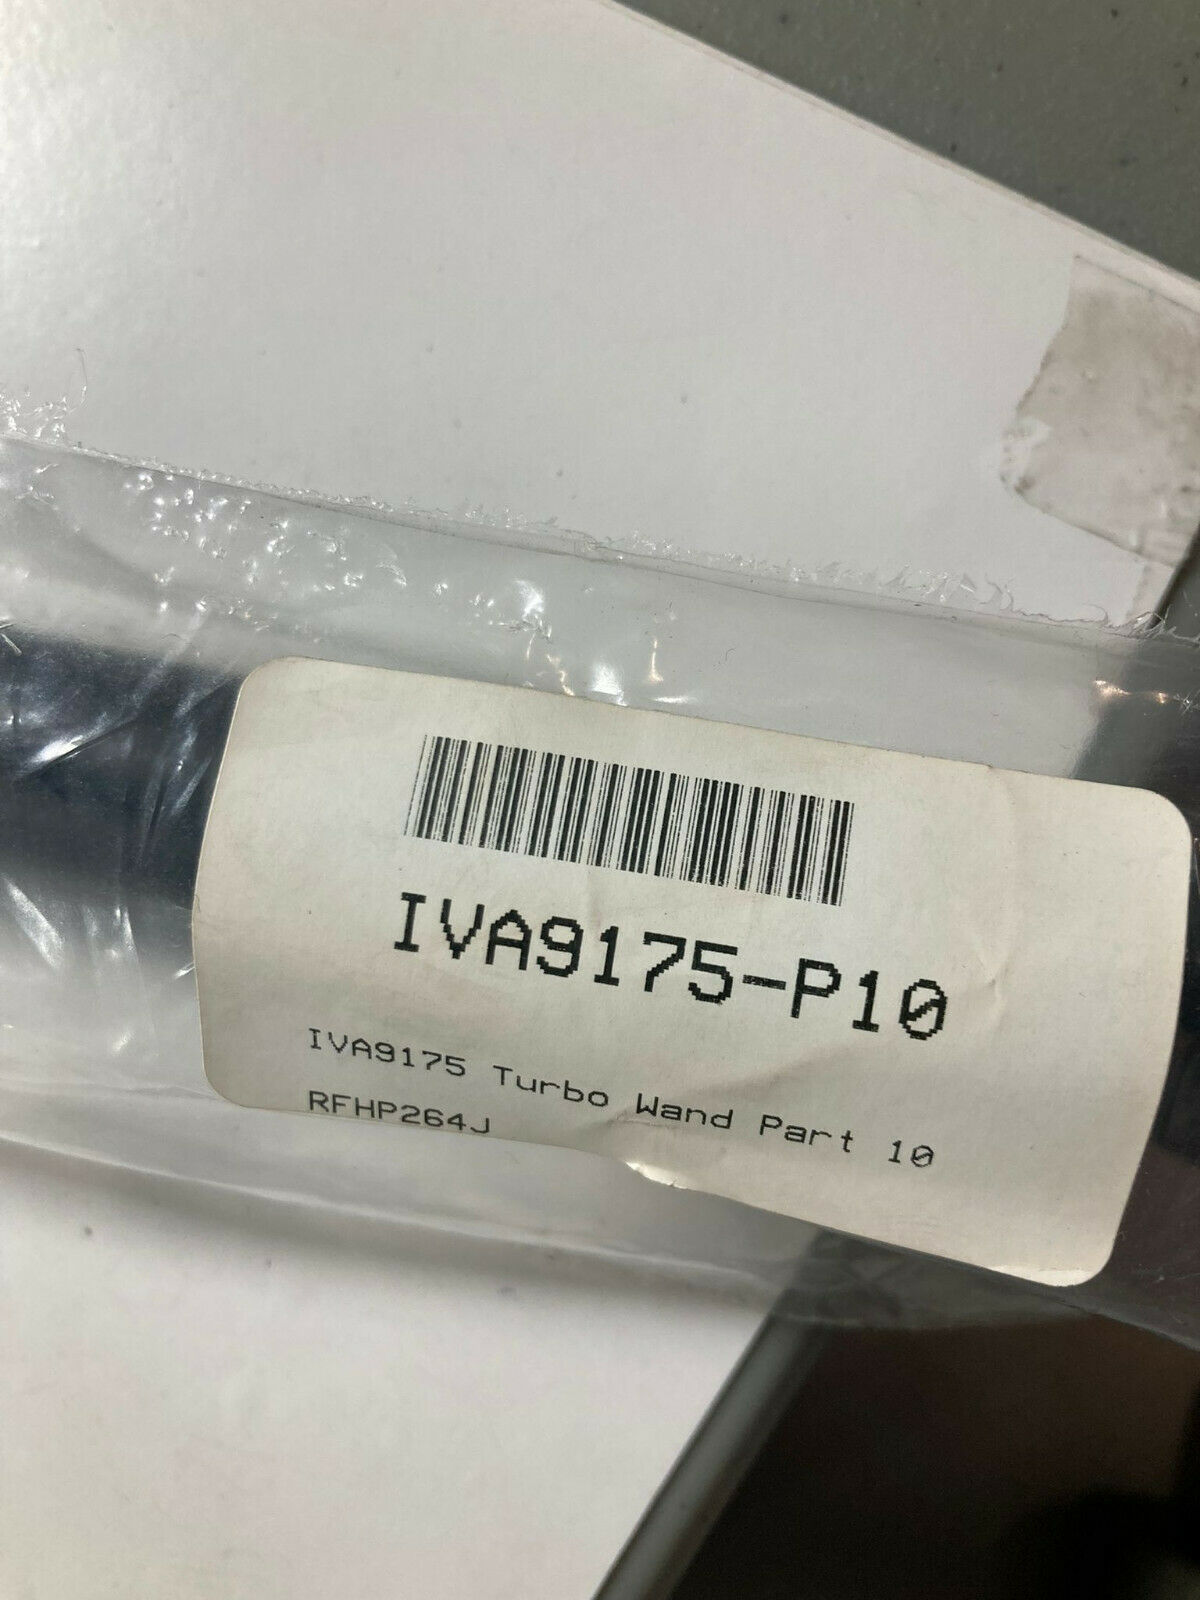 IVA9175-P10
IVA9175 Turbo Wand Part 10
RFHP264J